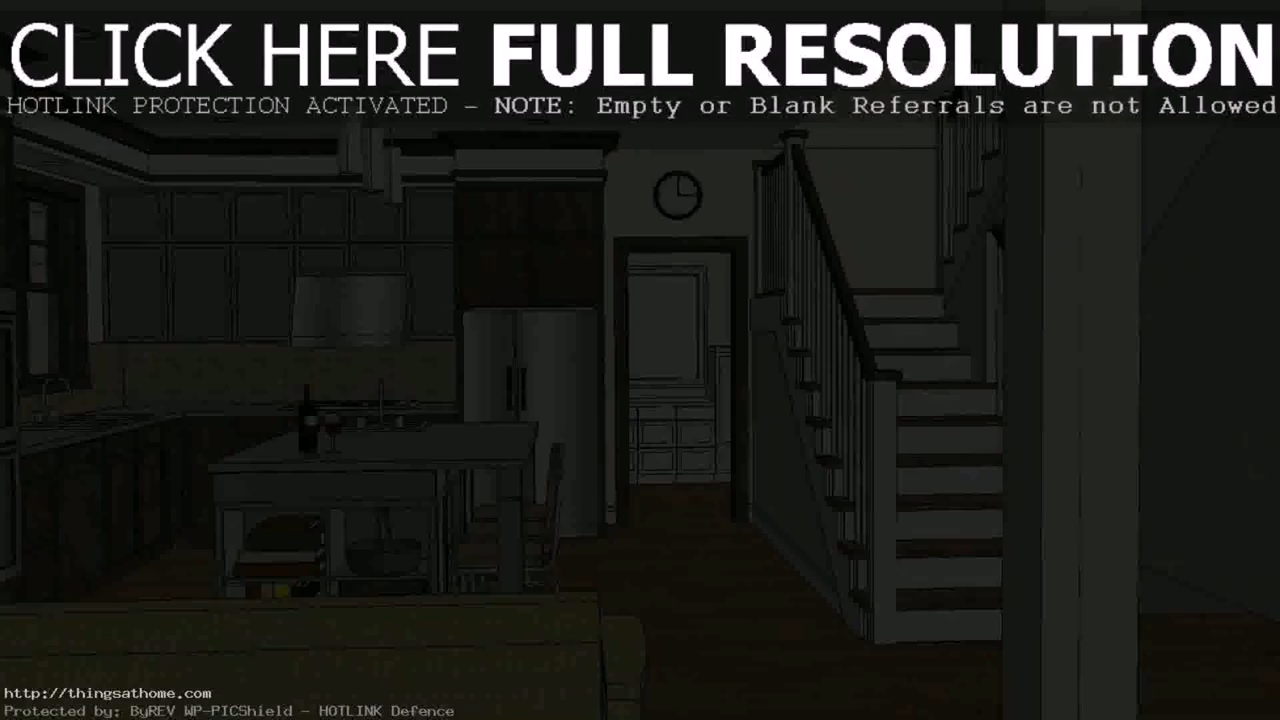 CLICK HERE FULL RESOLUTION
HOTLINK PROTECTION ACTIVATED – NOTE: Empty or Blank Referrals are not Allowed
http://thingsathome.com
Protected by: ByREV WP-PICShield – HOTLINK Defence